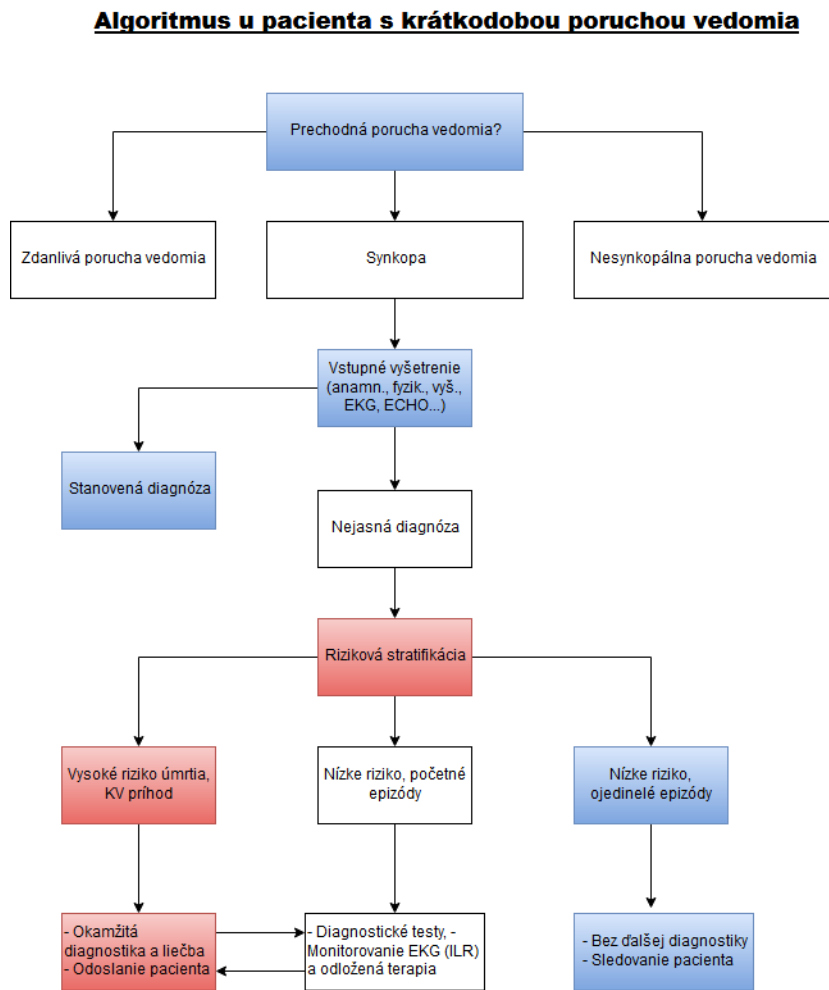 Algoritmus u pacienta s krátkodobou poruchou vedomia
Prechodná porucha vedomia?
Zdanlivá porucha vedomia
Synkopa
Nesynkopálna porucha vedomia
Vstupné vyšetrenie
(anamn., fyzik., vyš.,
EKG, ECHO...)
Stanovená diagnóza
Nejasná diagnóza
Riziková stratifikácia
Vysoké riziko úmrtia,
KV príhod
Nízke riziko, početné
epizódy
Nízke riziko,
ojedinelé epizódy
- Okamžitá
diagnostika a liečba
- Odoslanie pacienta
- Diagnostické testy, -
Monitorovanie EKG (ILR)
a odložená terapia
- Bez ďalšej diagnostiky
- Sledovanie pacienta